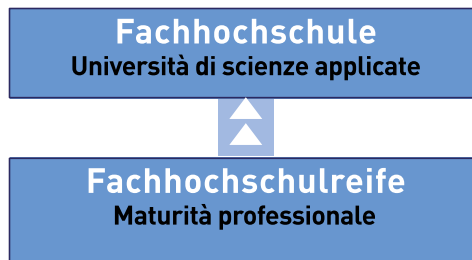 Fachhochschule
Università di scienze applicate
Fachhochschulreife
Maturità professionale